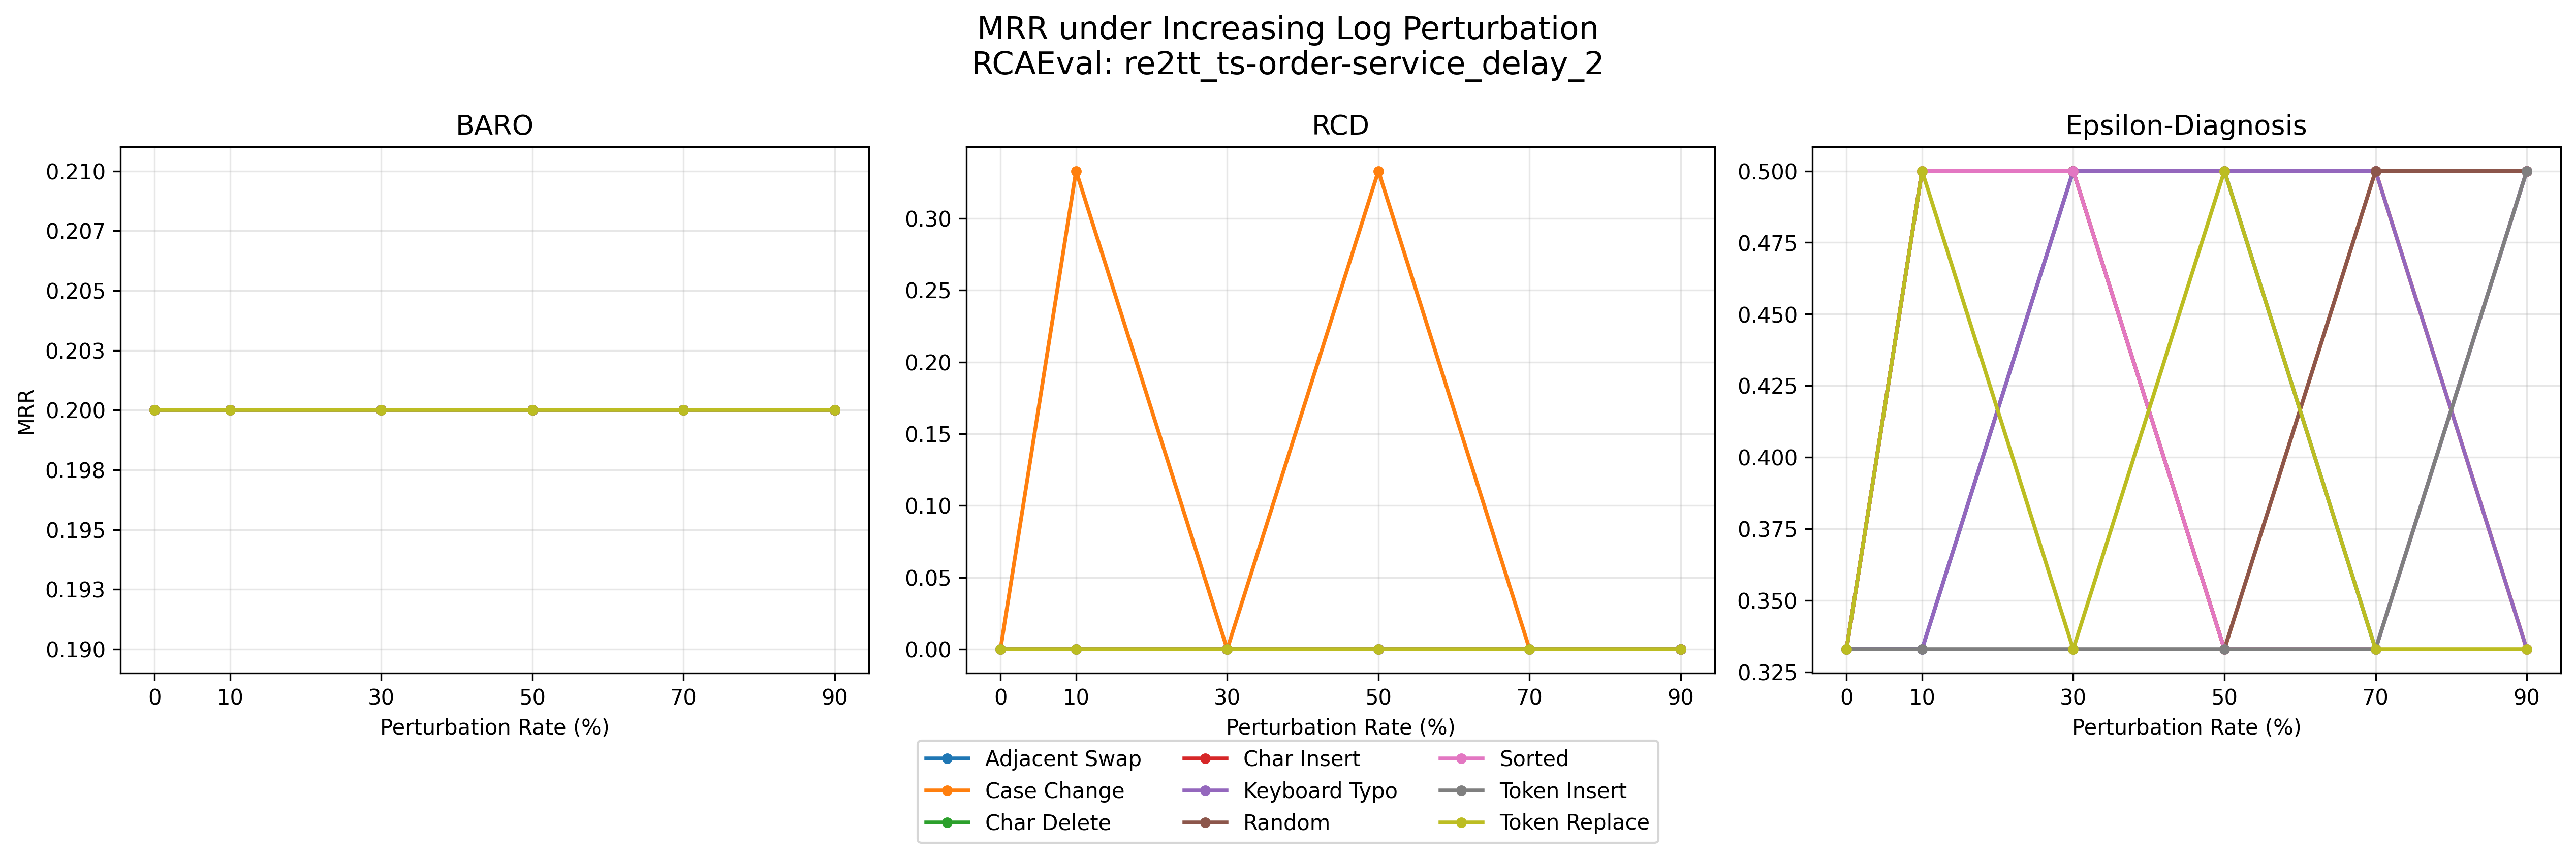 MRR under Increasing Log Perturbation
RCAEval: re2tt_ts-order-service_delay_2
BARO
MRR
0.210
0.207
0.205
0.203
0.200
0.198
0.195
0.193
0.190
0 10 30 50 70 90
Perturbation Rate (%)
RCD
0.30
0.25
0.20
0.15
0.10
0.05
0.00
0 10 30 50 70 90
Perturbation Rate (%)
Epsilon-Diagnosis
0.500
0.475
0.450
0.425
0.400
0.375
0.350
0.325
0 10 30 50 70 90
Perturbation Rate (%)
Adjacent Swap
Case Change
Char Delete
Char Insert
Keyboard Typo
Random
Sorted
Token Insert
Token Replace